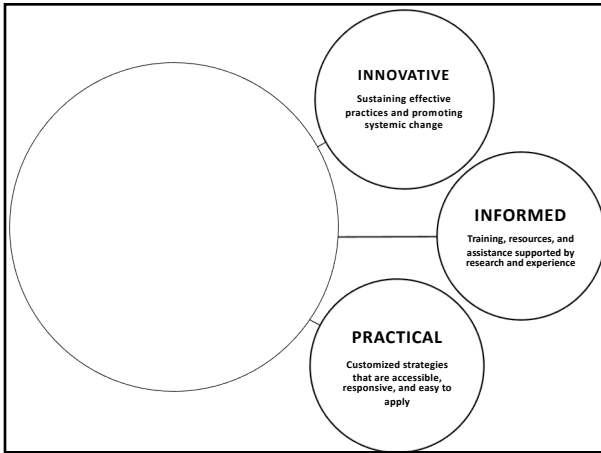 INNOVATIVE
Sustaining effective
practices and promoting
systemic change
INFORMED
Training, resources, and
assistance supported by
research and experience
PRACTICAL
Customized strategies
that are accessible,
responsive, and easy to
apply